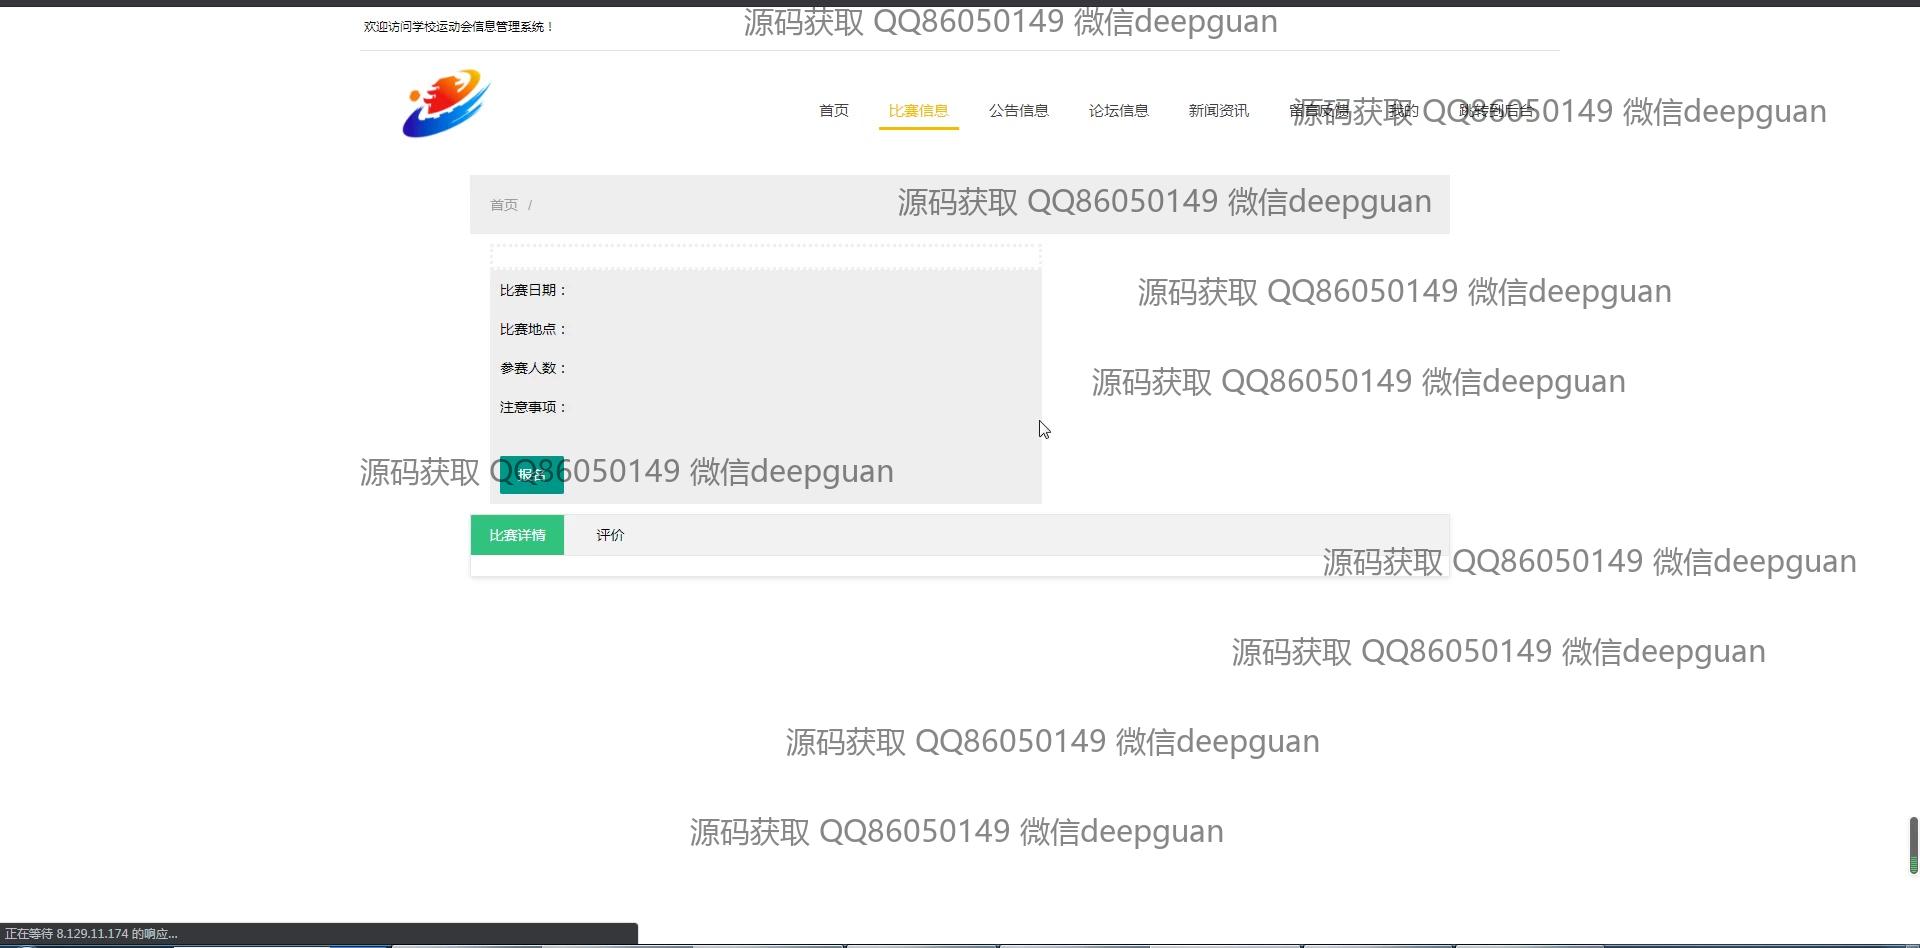 欢迎访问学校运动会信息管理系统！
源码获取 QQ86050149 微信deepguan
首页 比赛信息 公告信息 论坛信息 新闻资讯 留言反馈 我的 跳转到后台
源码获取 QQ86050149 微信deepguan
首页 /
源码获取 QQ86050149 微信deepguan
比赛日期：
源码获取 QQ86050149 微信deepguan
比赛地点：
参赛人数：
源码获取 QQ86050149 微信deepguan
注意事项：
报名
源码获取 QQ86050149 微信deepguan
比赛详情 评价
源码获取 QQ86050149 微信deepguan
源码获取 QQ86050149 微信deepguan
源码获取 QQ86050149 微信deepguan
源码获取 QQ86050149 微信deepguan
正在等待 8.129.11.174 的响应...